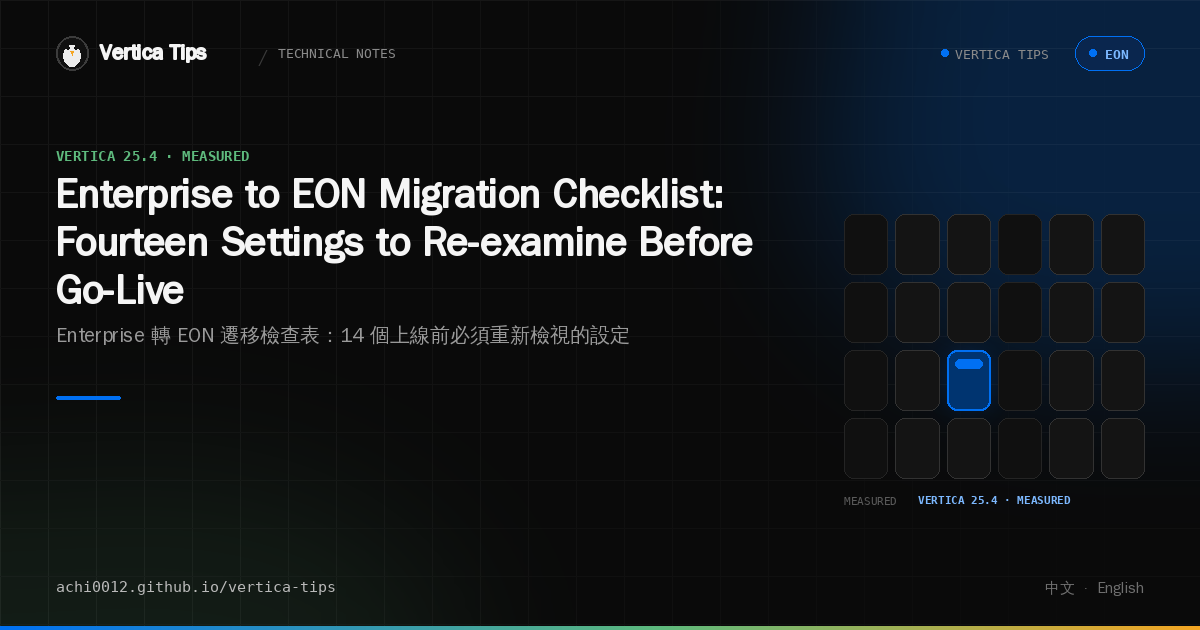 Vertica Tips / TECHNICAL NOTES
VERTICA TIPS
EON
VERTICA 25.4 · MEASURED
Enterprise to EON Migration Checklist:
Fourteen Settings to Re-examine Before
Go-Live
Enterprise 轉 EON 遷移檢查表：14 個上線前必須重新檢視的設定
MEASURED
VERTICA 25.4 · MEASURED
achi0012.github.io/vertica-tips
中文 · English